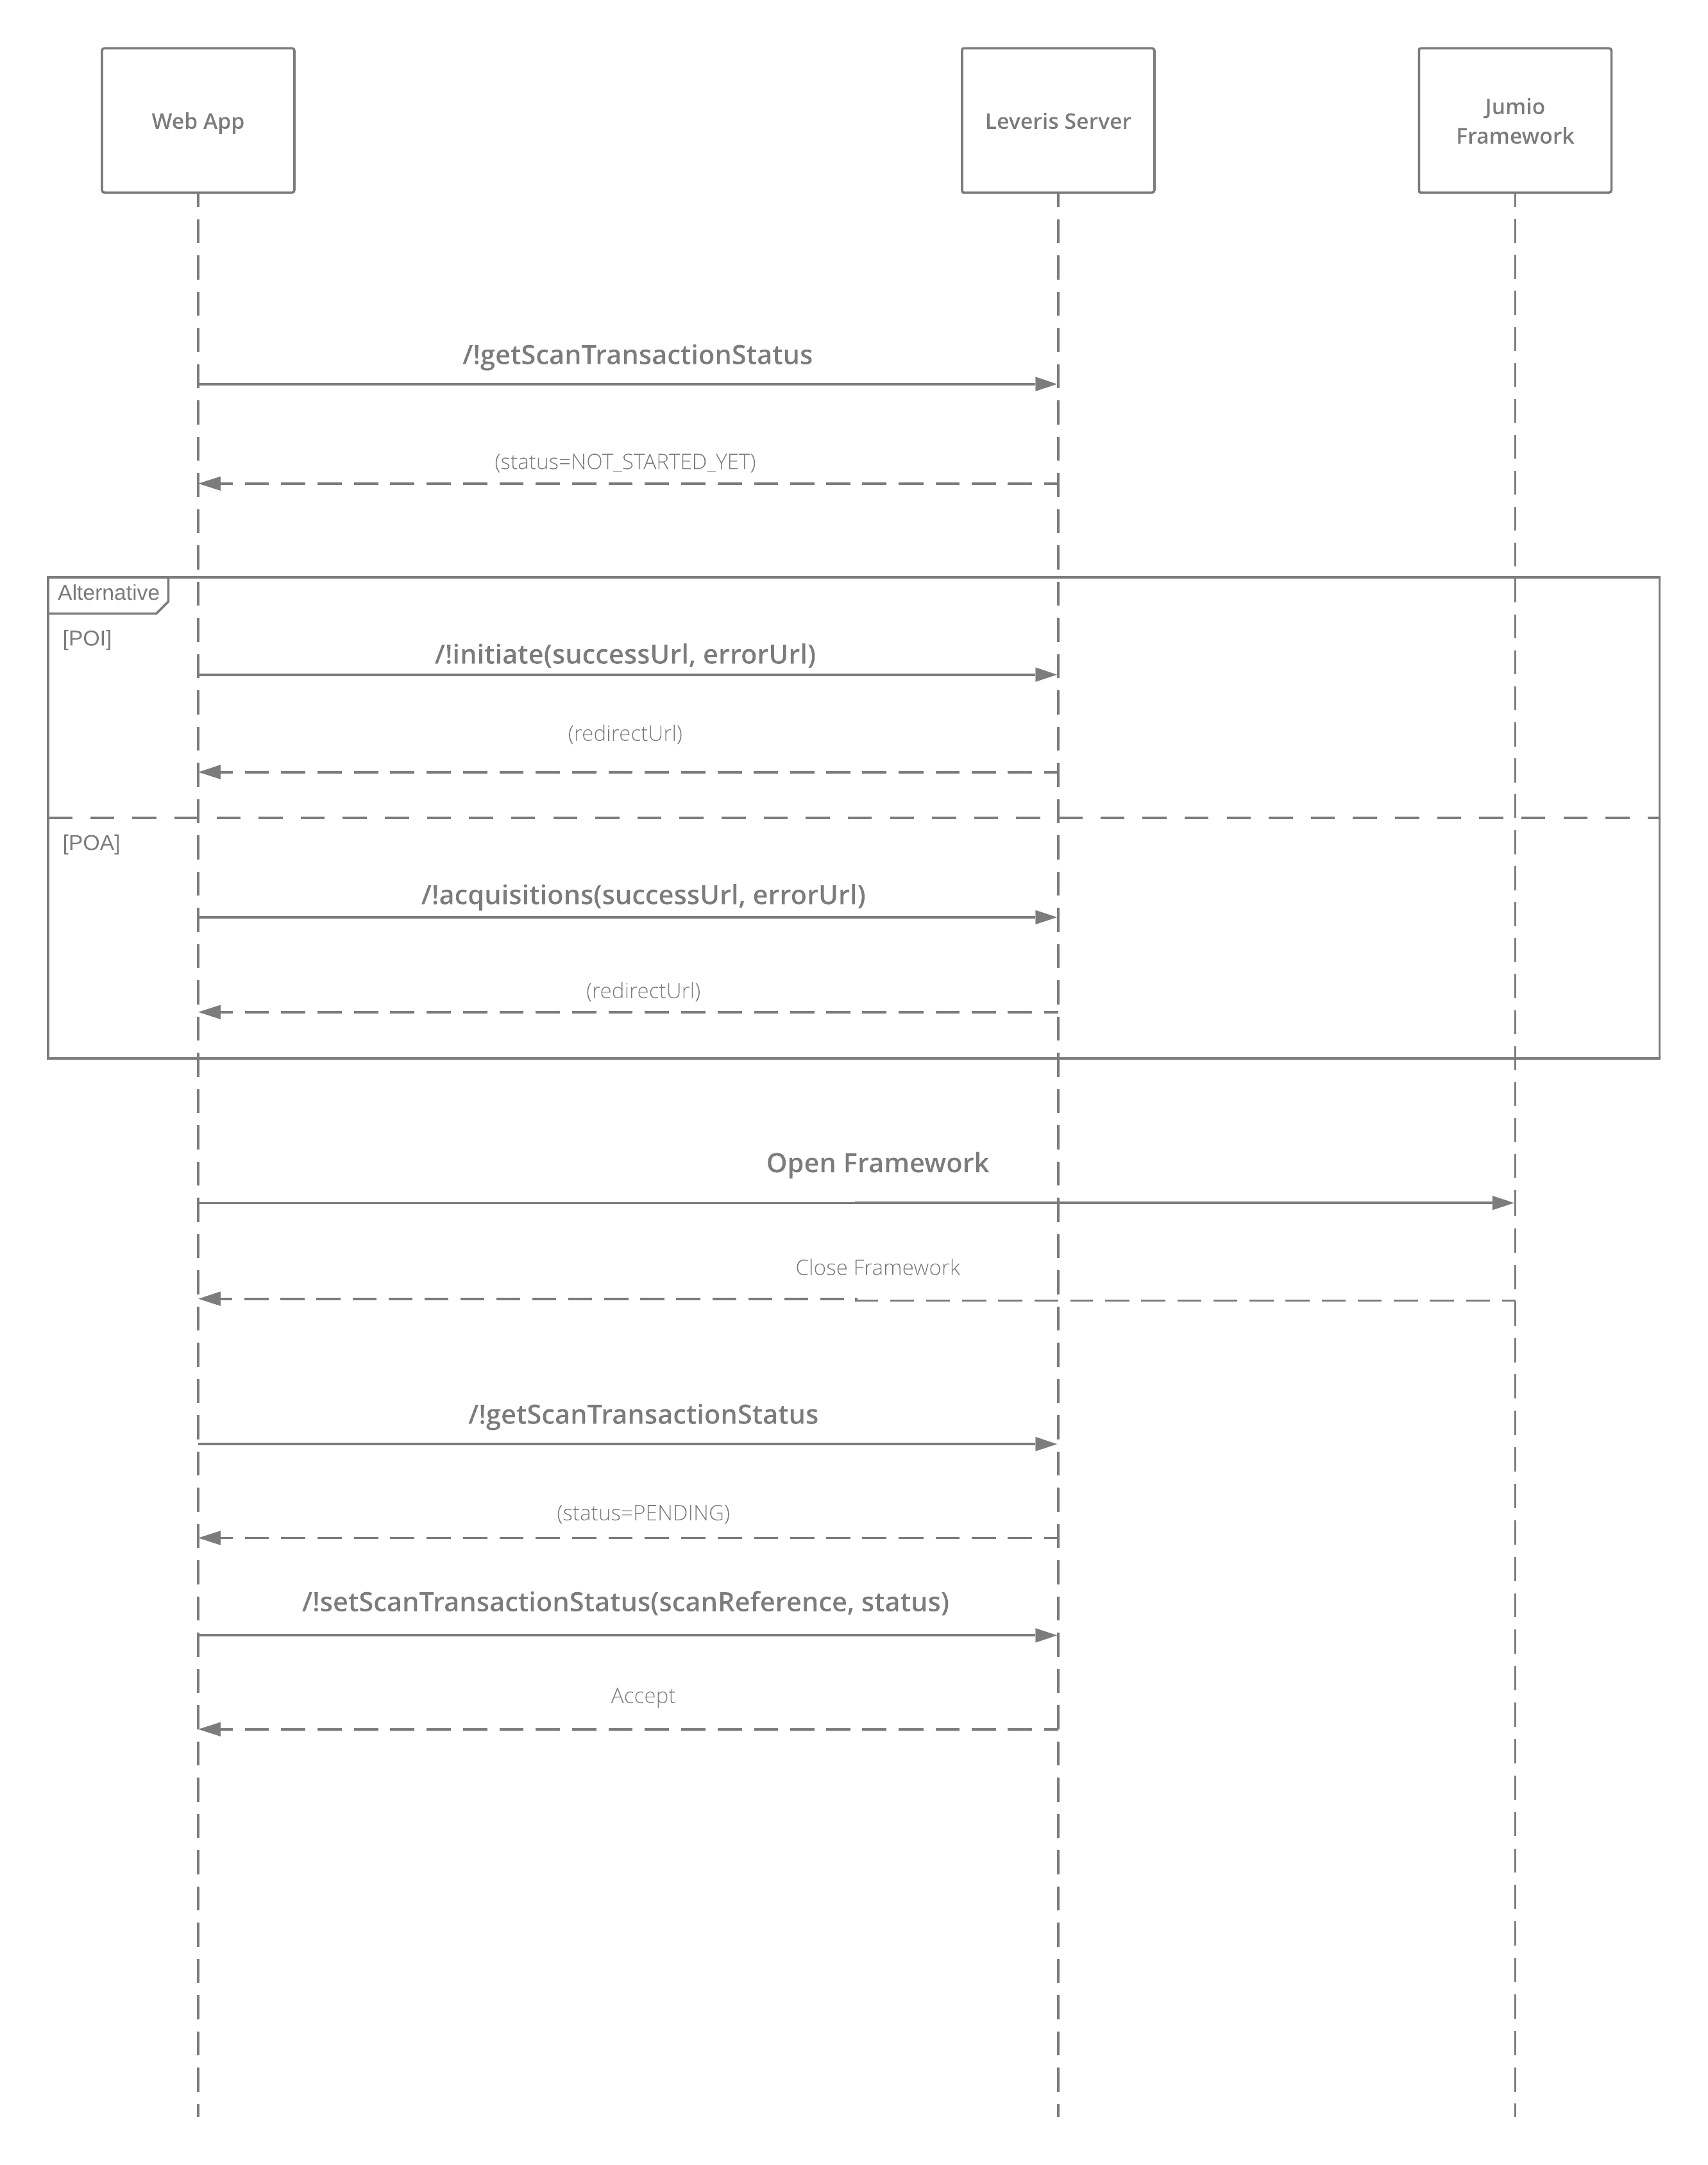 Web App
Leveris Server
Jumio
Framework
/!getScanTransactionStatus
(status=NOT_STARTED_YET)
Alternative
[POI]
/!initiate(successUrl, errorUrl)
(redirectUrl)
[POA]
/!acquisitions(successUrl, errorUrl)
(redirectUrl)
Open Framework
Close Framework
/!getScanTransactionStatus
(status=PENDING)
/!setScanTransactionStatus(scanReference, status)
Accept